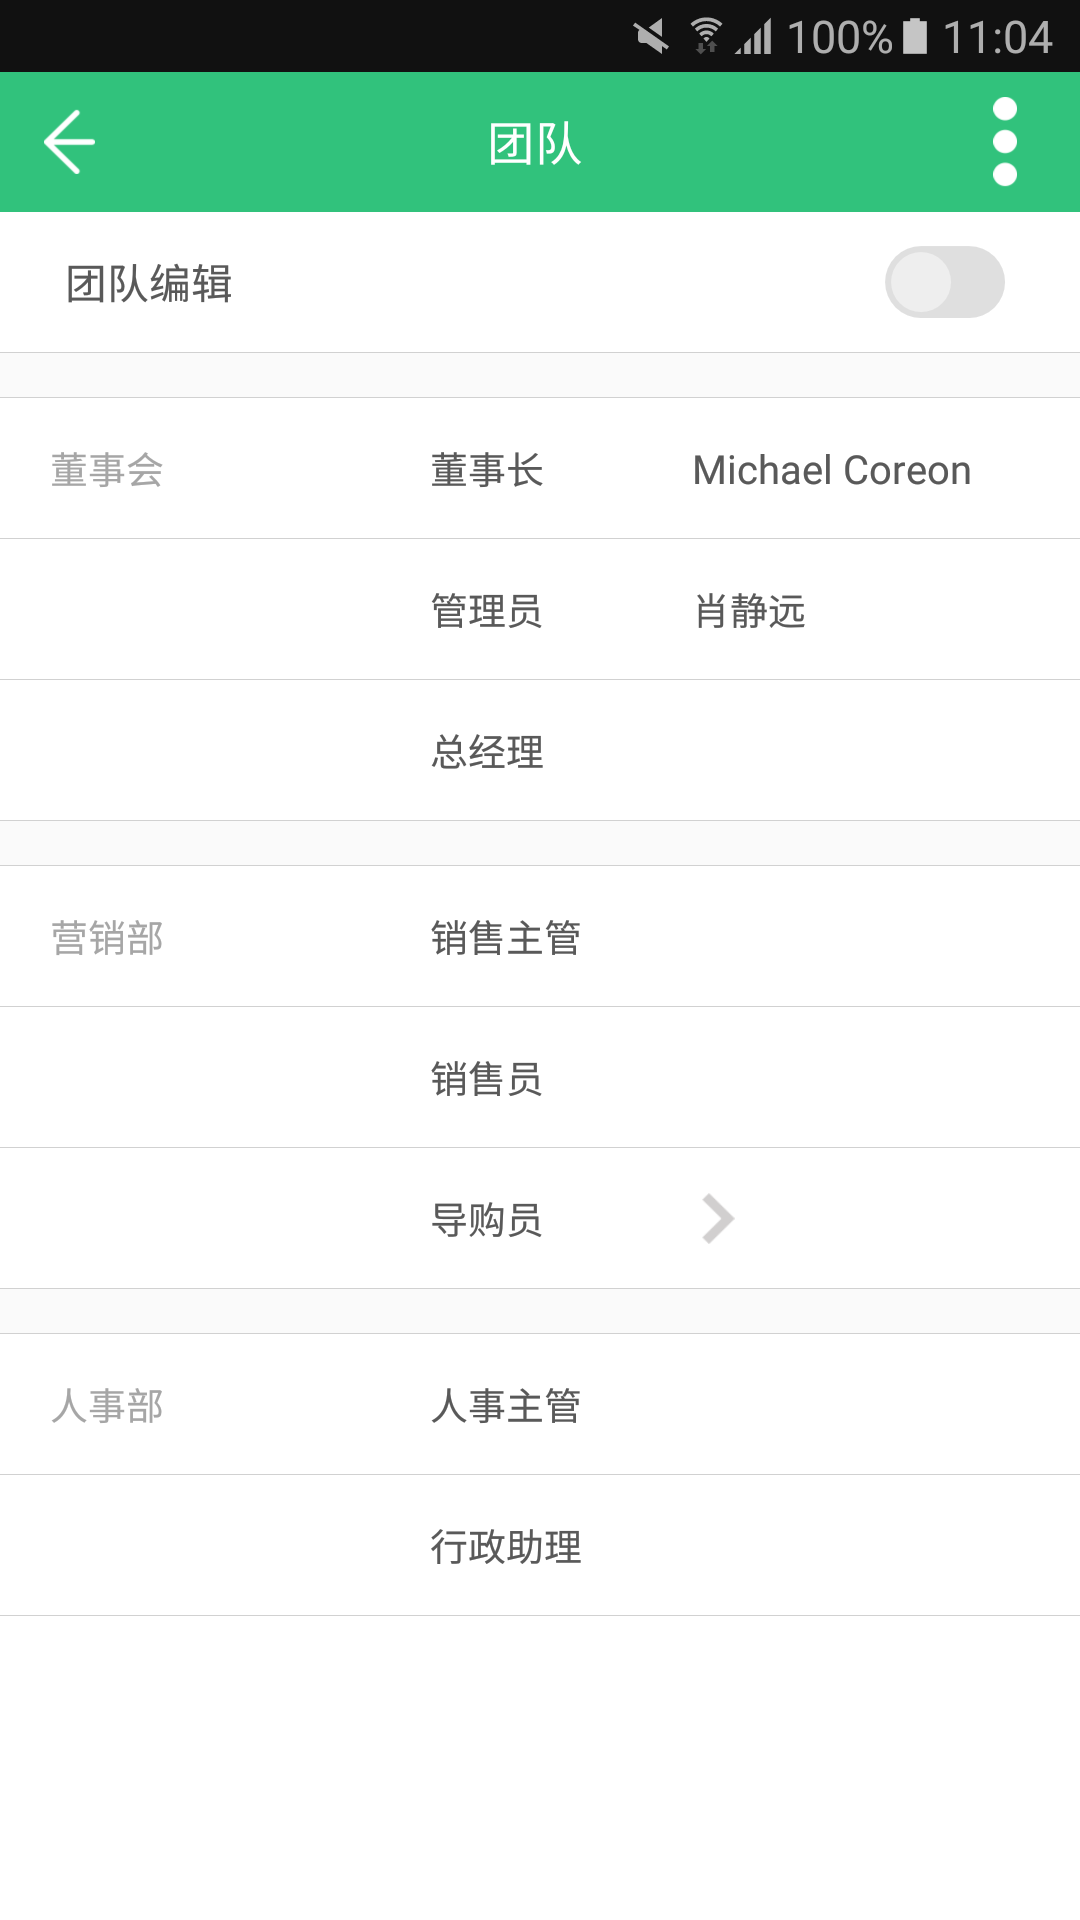 100% 11:04
团队
团队编辑
董事会 董事长 Michael Coreon
管理员 肖静远
总经理
营销部 销售主管
销售员
导购员
人事部 人事主管
行政助理